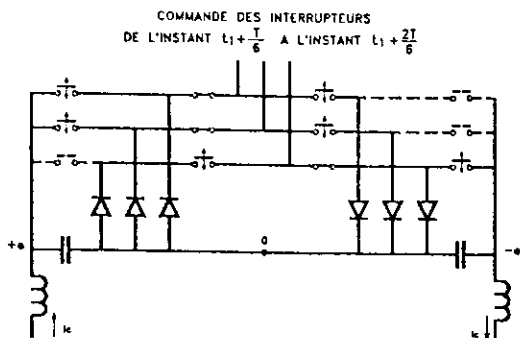 COMMANDE DES INTERRUPTEURS
DE L'INSTANT t₁+T/6 A L'INSTANT t₁+2T/6
+e
o
-e
Ic
Ic